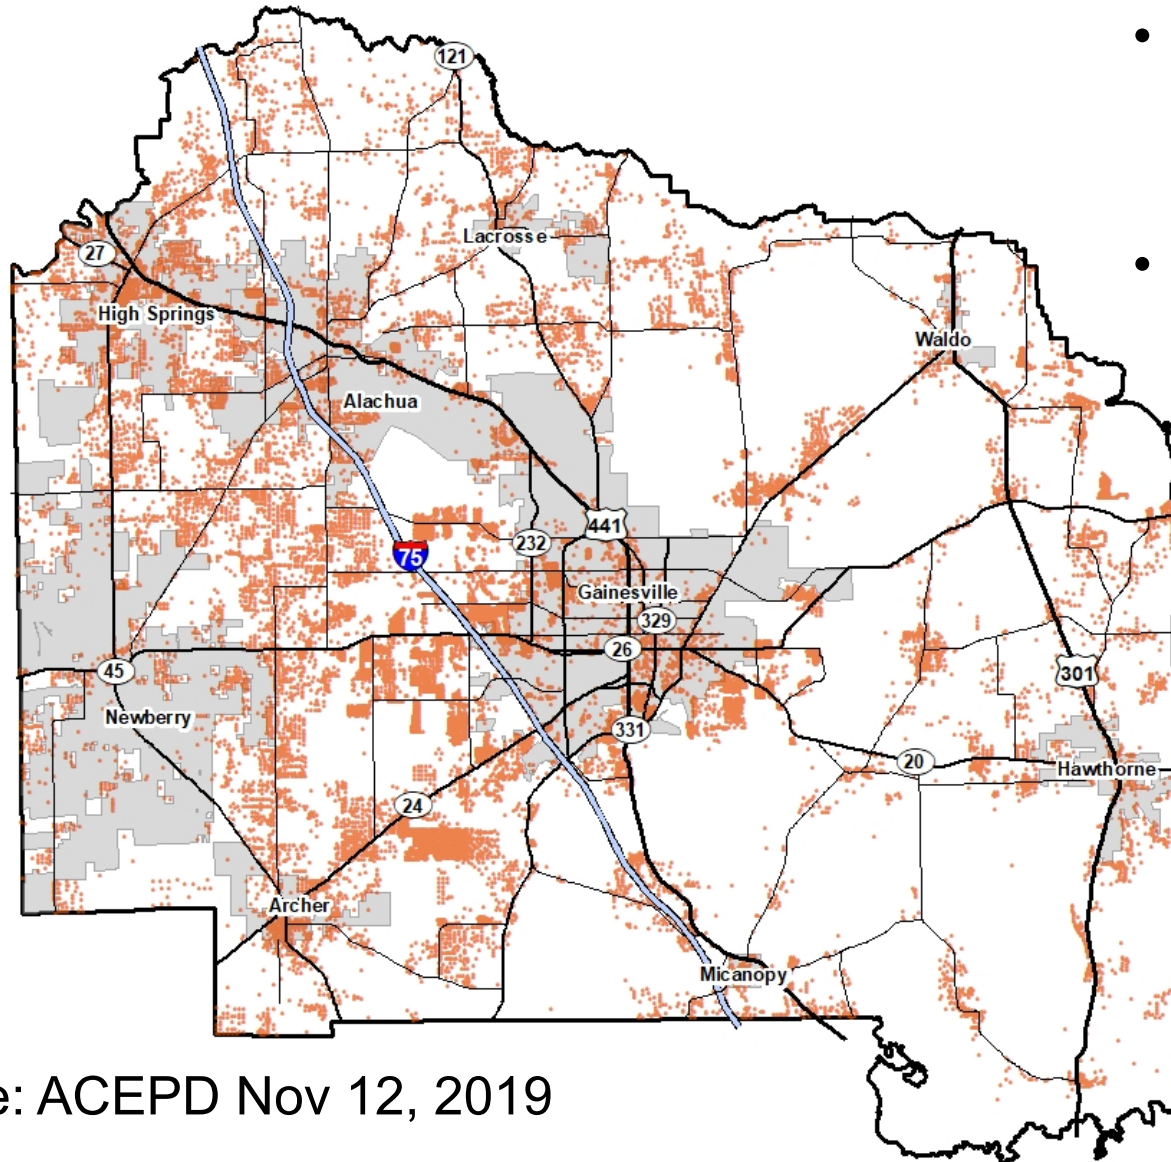 121
Lacrosse
27
High Springs
Waldo
Alachua
441
232
75
Gainesville
329
26
45
301
Newberry
331
20
Hawthorne
24
Archer
Micanopy
e: ACEPD Nov 12, 2019